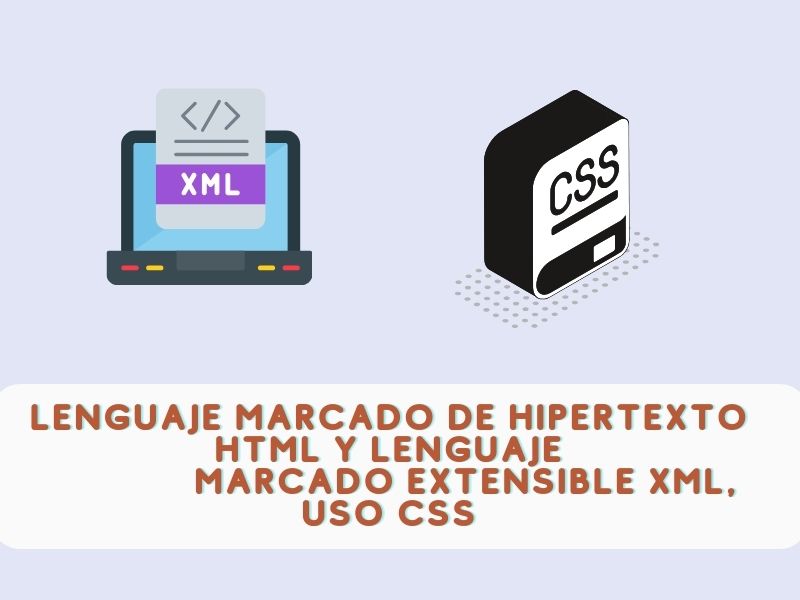 </>
XML
CSS
LENGUAJE MARCADO DE HIPERTEXTO
HTML Y LENGUAJE
MARCADO EXTENSIBLE XML,
USO CSS